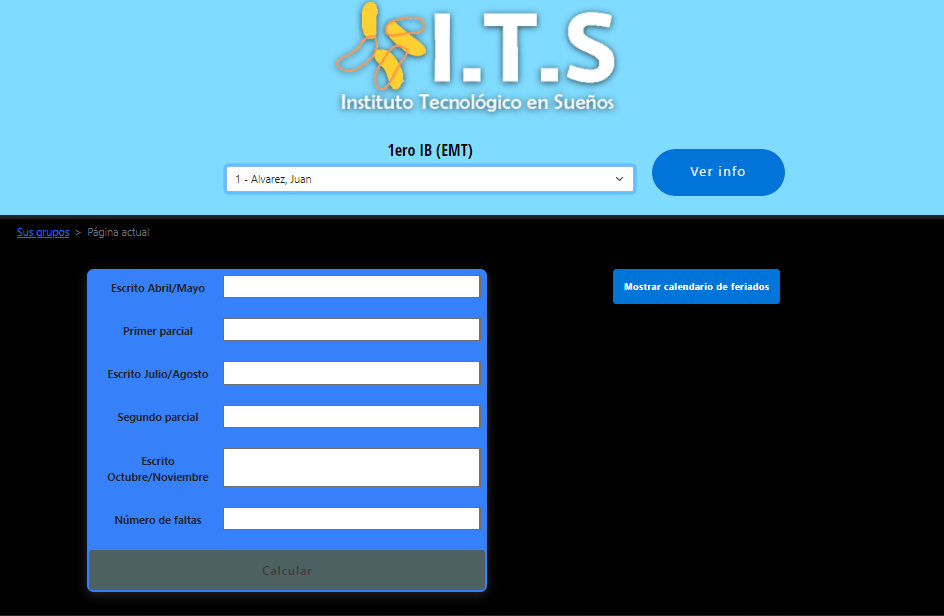 I.T.S
Instituto Tecnológico en Sueños
1ero IB (EMT)
1 - Alvarez, Juan
Ver info
Sus grupos > Página actual
Escrito Abril/Mayo
Mostrar calendario de feriados
Primer parcial
Escrito Julio/Agosto
Segundo parcial
Escrito
Octubre/Noviembre
Número de faltas
Calcular